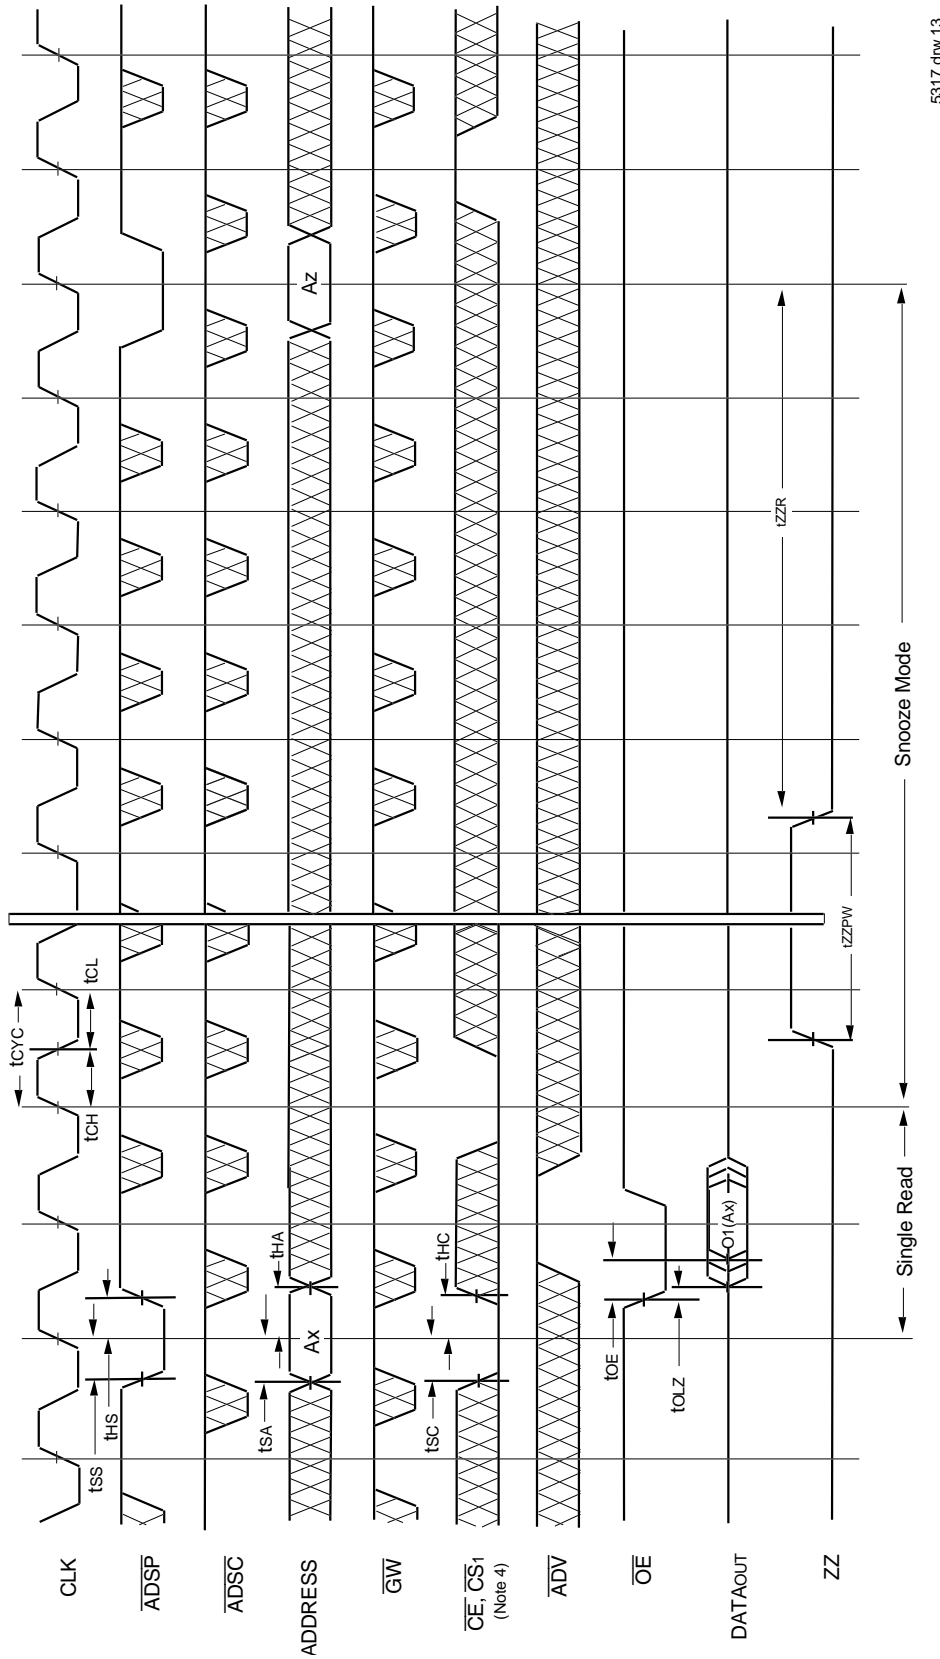 CLK
ADSP
ADSC
ADDRESS
GW
CE, CS1
(Note 4)
ADV
OE
DATAOUT
ZZ
tSS
tHS
tCH
tCYC
tCL
tSA
Ax
tHA
Az
tSC
tHC
tOE
tOLZ
O1(Ax)
tZZPW
tZZR
Single Read
Snooze Mode
5317 drw 13